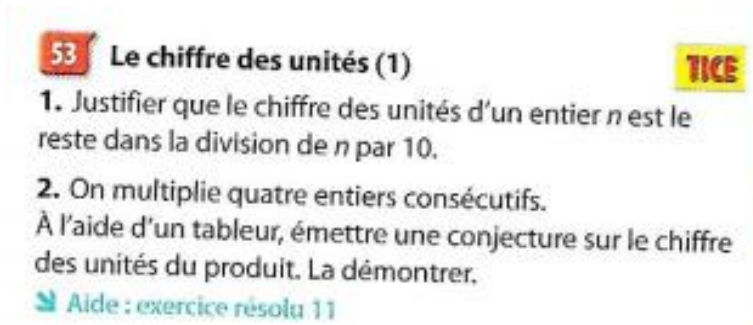 53 Le chiffre des unités (1) TICE
1. Justifier que le chiffre des unités d'un entier n est le
reste dans la division de n par 10.
2. On multiplie quatre entiers consécutifs.
À l'aide d'un tableur, émettre une conjecture sur le chiffre
des unités du produit. La démontrer.
Aide : exercice résolu 11